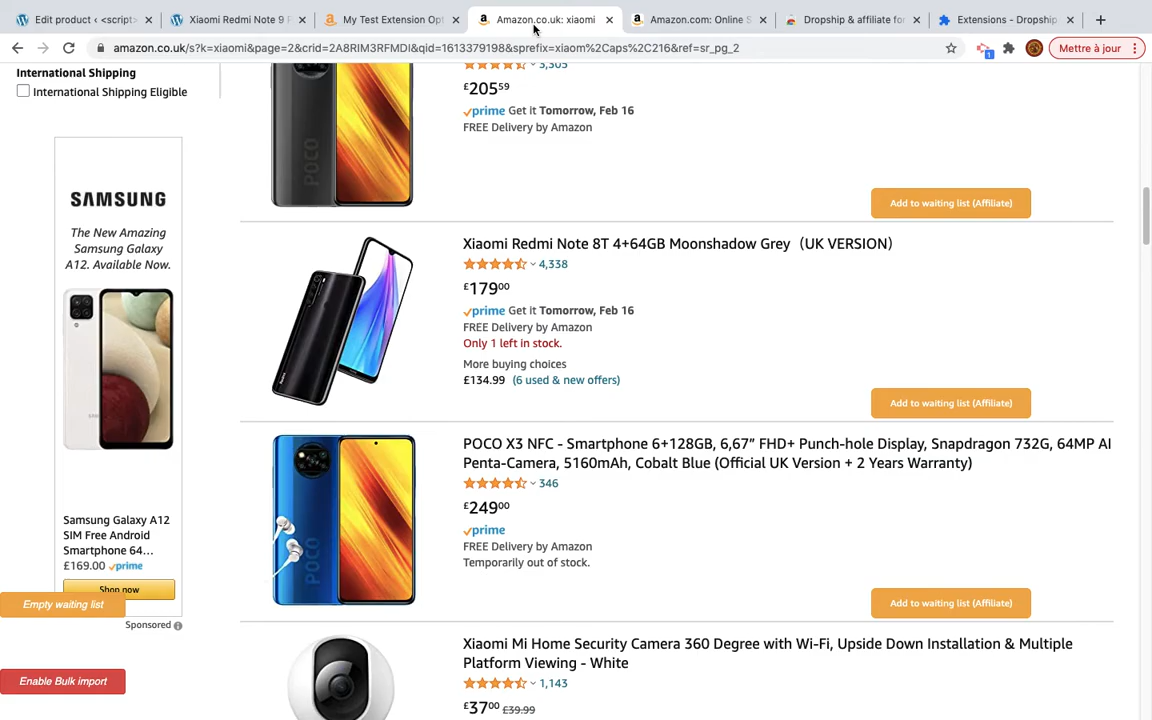 Edit product ‹ <script>
Xiaomi Redmi Note 9 P
My Test Extension Opt
Amazon.co.uk: xiaomi
Amazon.com: Online S
Dropship & affiliate for
Extensions - Dropship
amazon.co.uk/s?k=xiaomi&page=2&crid=2A8RIM3RFMDI&qid=1613379198&sprefix=xiaom%2Caps%2C216&ref=sr_pg_2
1
Mettre à jour
International Shipping
International Shipping Eligible
SAMSUNG
The New Amazing
Samsung Galaxy
A12. Available Now.
Samsung Galaxy A12
SIM Free Android
Smartphone 64...
£169.00 prime
Shop now
Empty waiting list
Sponsored
Enable Bulk import
3,305
£205 59
prime Get it Tomorrow, Feb 16
FREE Delivery by Amazon
POCO
Add to waiting list (Affiliate)
Xiaomi Redmi Note 8T 4+64GB Moonshadow Grey（UK VERSION）
4,338
£179 00
prime Get it Tomorrow, Feb 16
FREE Delivery by Amazon
Only 1 left in stock.
More buying choices
£134.99 (6 used & new offers)
Add to waiting list (Affiliate)
POCO X3 NFC - Smartphone 6+128GB, 6,67” FHD+ Punch-hole Display, Snapdragon 732G, 64MP AI
Penta-Camera, 5160mAh, Cobalt Blue (Official UK Version + 2 Years Warranty)
346
£249 00
prime
FREE Delivery by Amazon
Temporarily out of stock.
POCO
Add to waiting list (Affiliate)
Xiaomi Mi Home Security Camera 360 Degree with Wi-Fi, Upside Down Installation & Multiple
Platform Viewing - White
1,143
£37 00 £39.99